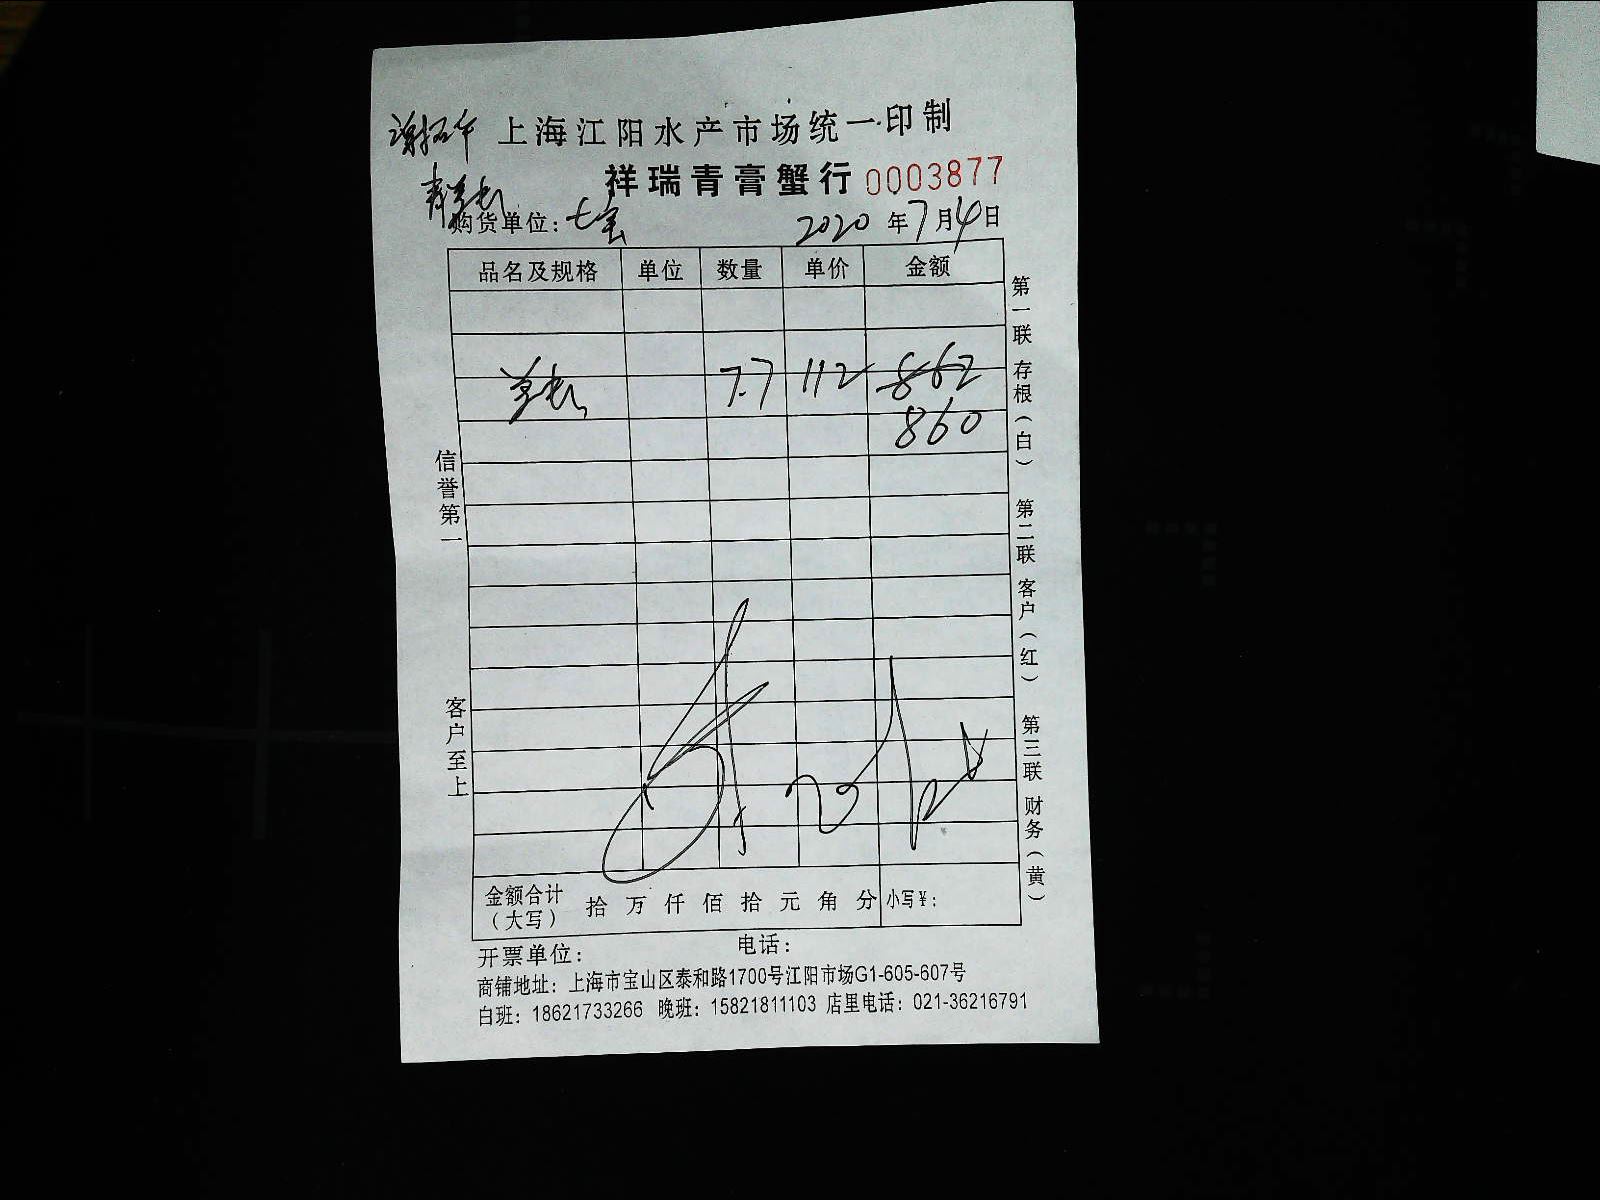 上海江阳水产市场统一印制
祥瑞青膏蟹行 0003877
购货单位：七宝 2020年7月4日
品名及规格 单位 数量 单价 金额
7.7 112 862
860
金额合计（大写） 拾 万 仟 佰 拾 元 角 分 小写¥：
开票单位： 电话：
商铺地址：上海市宝山区泰和路1700号江阳市场G1-605-607号
白班：18621733266 晚班：15821811103 店里电话：021-36216791
信誉第一 客户至上
第一联 存根（白） 第二联 客户（红） 第三联 财务（黄）